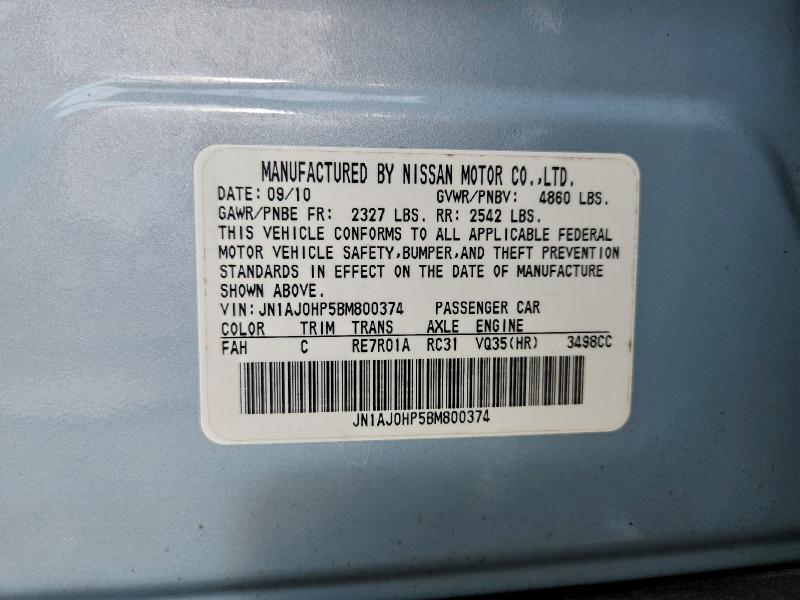 MANUFACTURED BY NISSAN MOTOR CO.,LTD.
DATE: 09/10 GVWR/PNBV: 4860 LBS.
GAWR/PNBE FR: 2327 LBS. RR: 2542 LBS.
THIS VEHICLE CONFORMS TO ALL APPLICABLE FEDERAL
MOTOR VEHICLE SAFETY,BUMPER,AND THEFT PREVENTION
STANDARDS IN EFFECT ON THE DATE OF MANUFACTURE
SHOWN ABOVE.
VIN: JN1AJ0HP5BM800374 PASSENGER CAR
COLOR TRIM TRANS AXLE ENGINE
FAH C RE7R01A RC31 VQ35(HR) 3498CC
JN1AJ0HP5BM800374